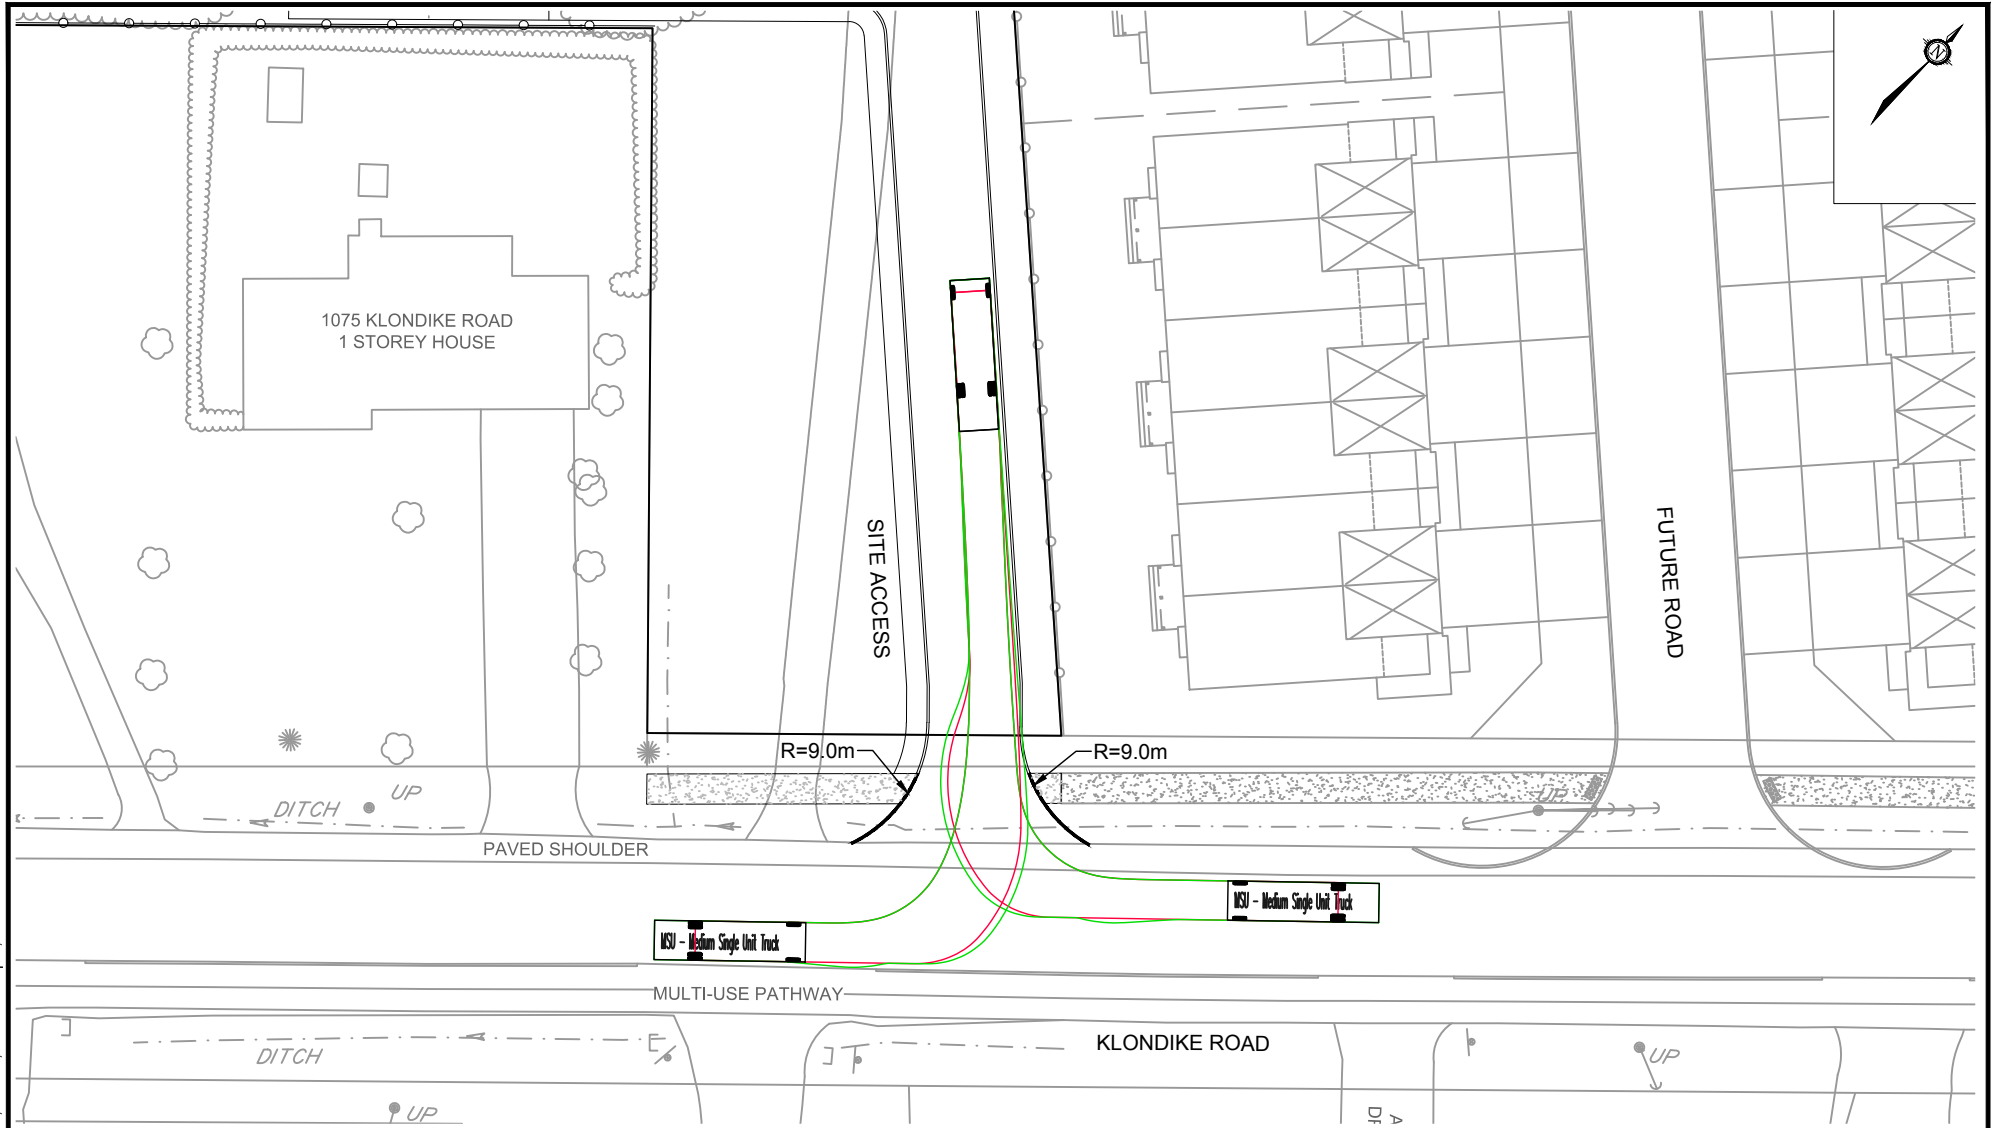 N
1075 KLONDIKE ROAD
1 STOREY HOUSE
SITE ACCESS
FUTURE ROAD
R=9.0m
R=9.0m
DITCH
UP
UP
PAVED SHOULDER
MSU - Medium Single Unit Truck
MSU - Medium Single Unit Truck
MULTI-USE PATHWAY
KLONDIKE ROAD
DITCH
UP
UP